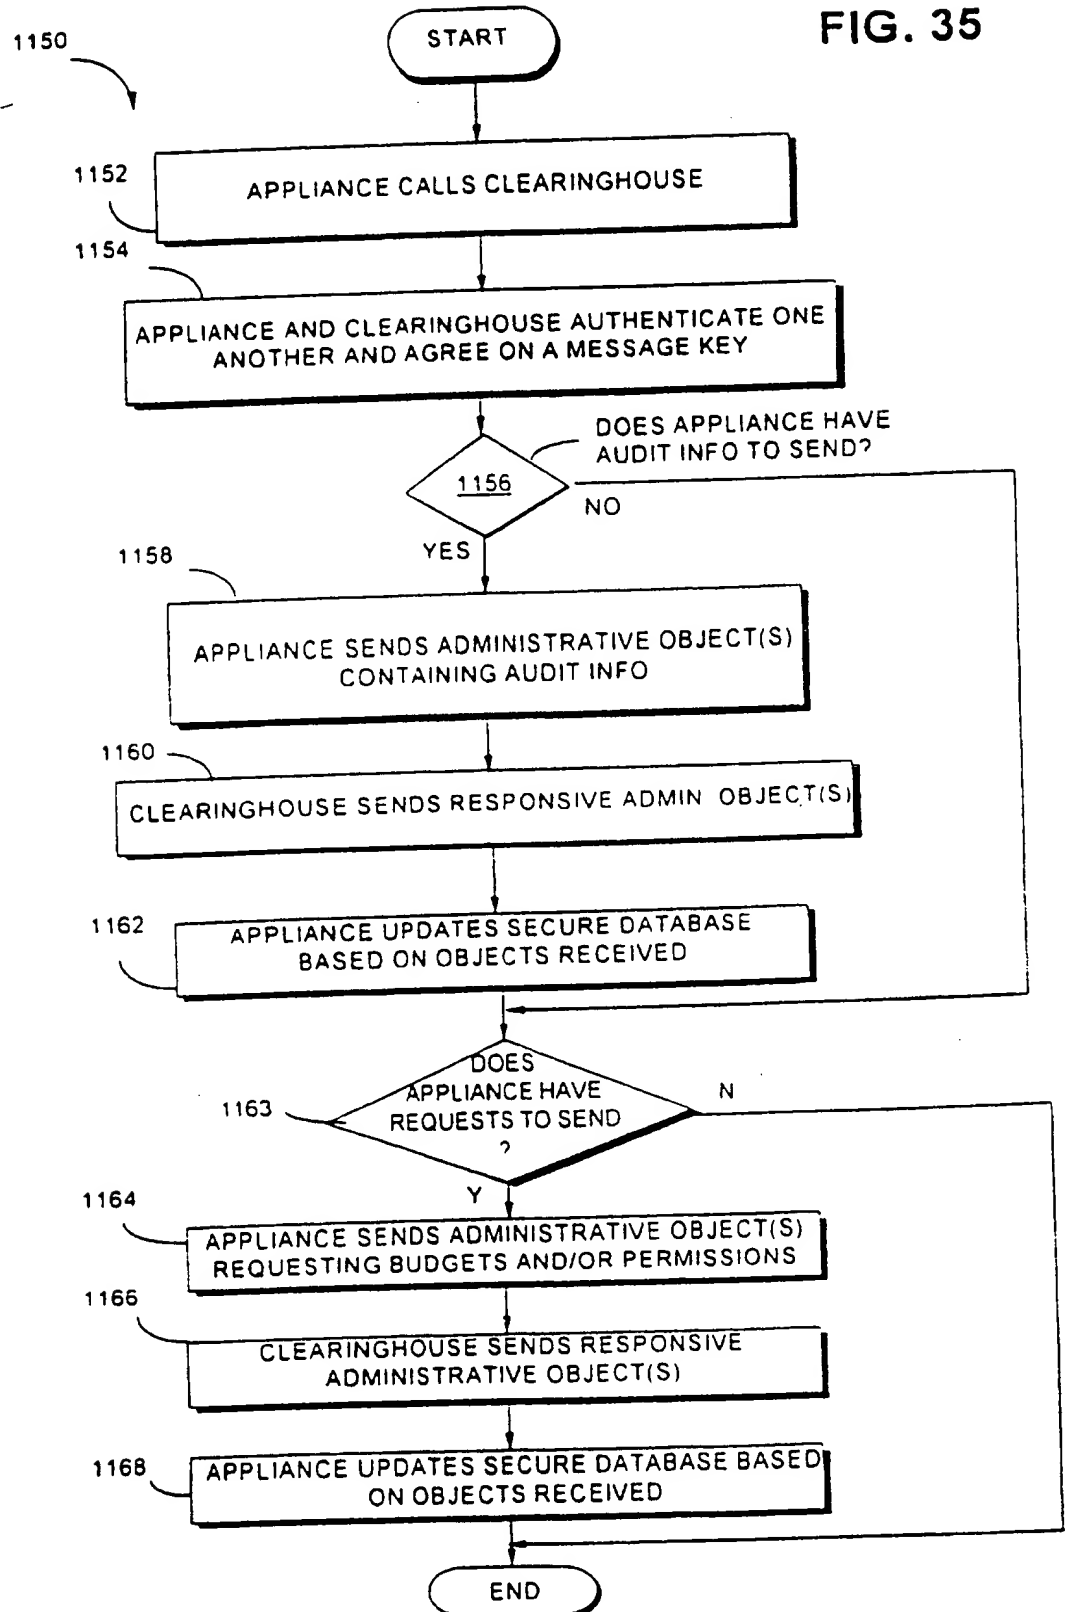 FIG. 35
1150
START
1152
APPLIANCE CALLS CLEARINGHOUSE
1154
APPLIANCE AND CLEARINGHOUSE AUTHENTICATE ONE
ANOTHER AND AGREE ON A MESSAGE KEY
DOES APPLIANCE HAVE
AUDIT INFO TO SEND?
1156
NO
YES
1158
APPLIANCE SENDS ADMINISTRATIVE OBJECT(S)
CONTAINING AUDIT INFO
1160
CLEARINGHOUSE SENDS RESPONSIVE ADMIN OBJECT(S)
1162
APPLIANCE UPDATES SECURE DATABASE
BASED ON OBJECTS RECEIVED
DOES
APPLIANCE HAVE
REQUESTS TO SEND
?
1163
N
Y
1164
APPLIANCE SENDS ADMINISTRATIVE OBJECT(S)
REQUESTING BUDGETS AND/OR PERMISSIONS
1166
CLEARINGHOUSE SENDS RESPONSIVE
ADMINISTRATIVE OBJECT(S)
1168
APPLIANCE UPDATES SECURE DATABASE BASED
ON OBJECTS RECEIVED
END